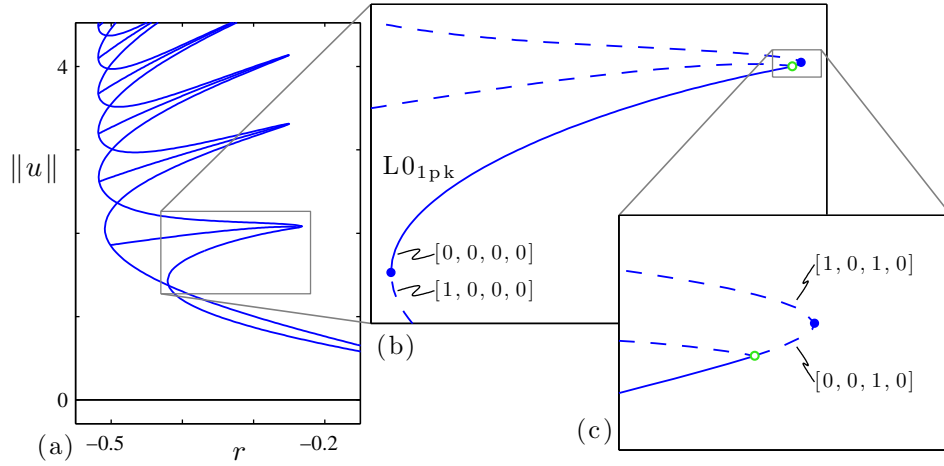 4
‖u‖
0
−0.5
−0.2
r
(a)
L0₁ₚₖ
[0, 0, 0, 0]
[1, 0, 0, 0]
(b)
[1, 0, 1, 0]
[0, 0, 1, 0]
(c)